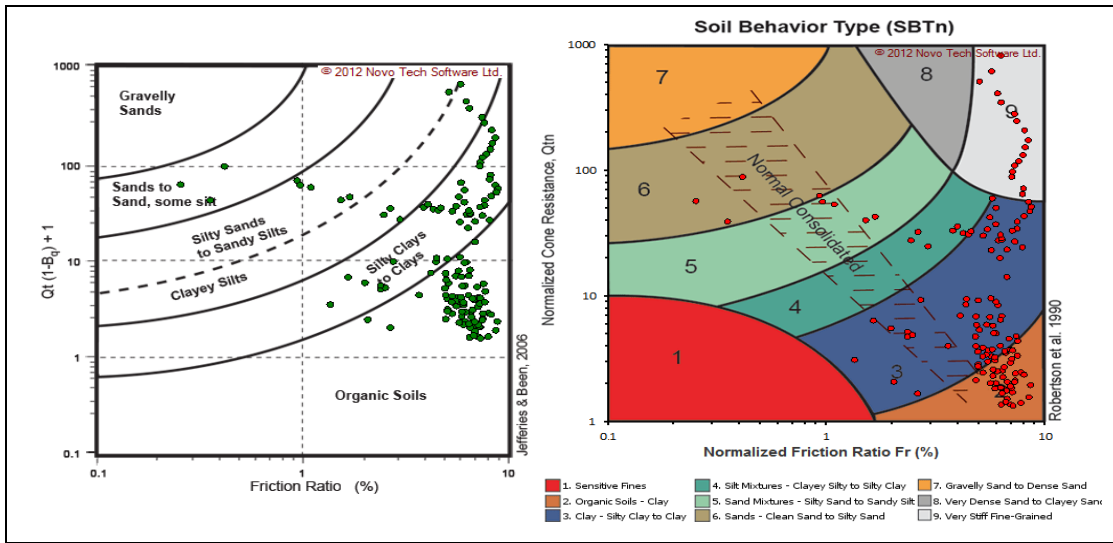 1000
100
10
1
0.1
Qt (1-Bq) + 1
© 2012 Novo Tech Software Ltd.
Gravelly
Sands
Sands to
Sand, some silt
Silty Sands
to Sandy Silts
Clayey Silts
Silty Clays
to Clays
Organic Soils
0.1
1
10
Friction Ratio (%)
Jefferies & Been, 2006
Soil Behavior Type (SBTn)
1000
100
10
1
Normalized Cone Resistance, Qtn
© 2012 Novo Tech Software Ltd.
7
8
9
6
Normal Consolidated
5
4
1
3
2
0.1
1
10
Normalized Friction Ratio Fr (%)
Robertson et al. 1990
1. Sensitive Fines
2. Organic Soils - Clay
3. Clay - Silty Clay to Clay
4. Silt Mixtures - Clayey Silty to Silty Clay
5. Sand Mixtures - Silty Sand to Sandy Silt
6. Sands - Clean Sand to Silty Sand
7. Gravelly Sand to Dense Sand
8. Very Dense Sand to Clayey Sand
9. Very Stiff Fine-Grained